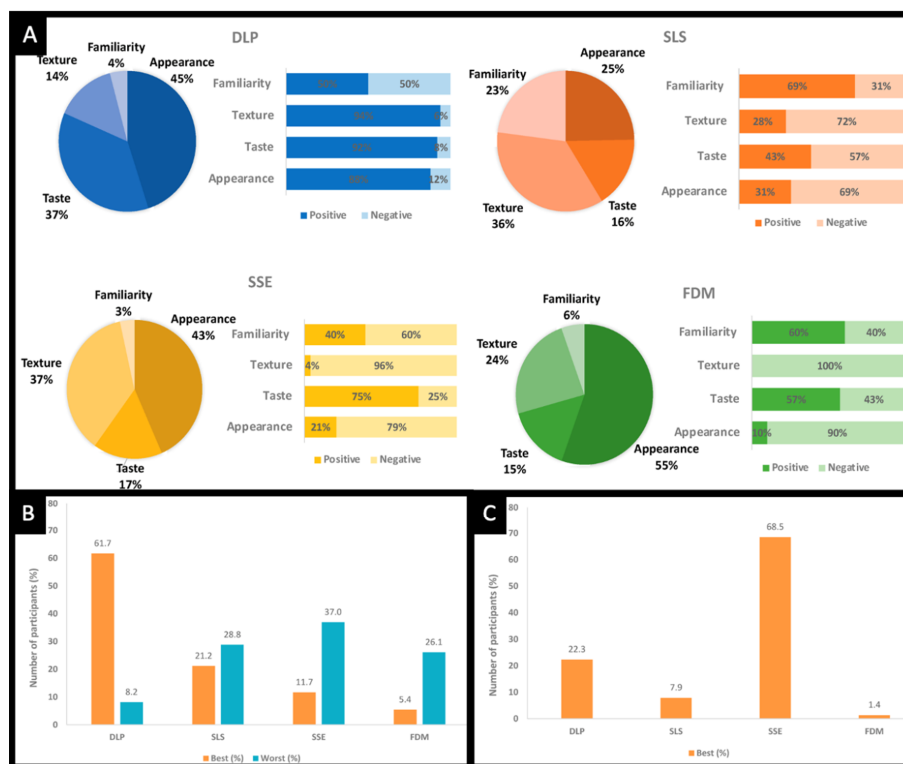 A
DLP
Familiarity
4%
Texture
14%
Appearance
45%
Taste
37%
Familiarity
50%
Texture
Taste
Appearance
12%
Positive Negative
SLS
Appearance
25%
Familiarity
23%
Texture
36%
Taste
16%
Familiarity 69% 31%
Texture 28% 72%
Taste 43% 57%
Appearance 31% 69%
Positive Negative
SSE
Familiarity
3%
Appearance
43%
Texture
37%
Taste
17%
Familiarity 40% 60%
Texture 4% 96%
Taste 75% 25%
Appearance 21% 79%
Positive Negative
FDM
Familiarity
6%
Texture
24%
Taste
15%
Appearance
55%
Familiarity 60% 40%
Texture 100%
Taste 57% 43%
Appearance 10% 90%
Positive Negative
B
Number of participants (%)
80
70
60
50
40
30
20
10
0
61.7
8.2
21.2
28.8
11.7
37.0
5.4
26.1
DLP SLS SSE FDM
Best (%) Worst (%)
C
Number of participants (%)
80
70
60
50
40
30
20
10
0
22.3
7.9
68.5
1.4
DLP SLS SSE FDM
Best (%)